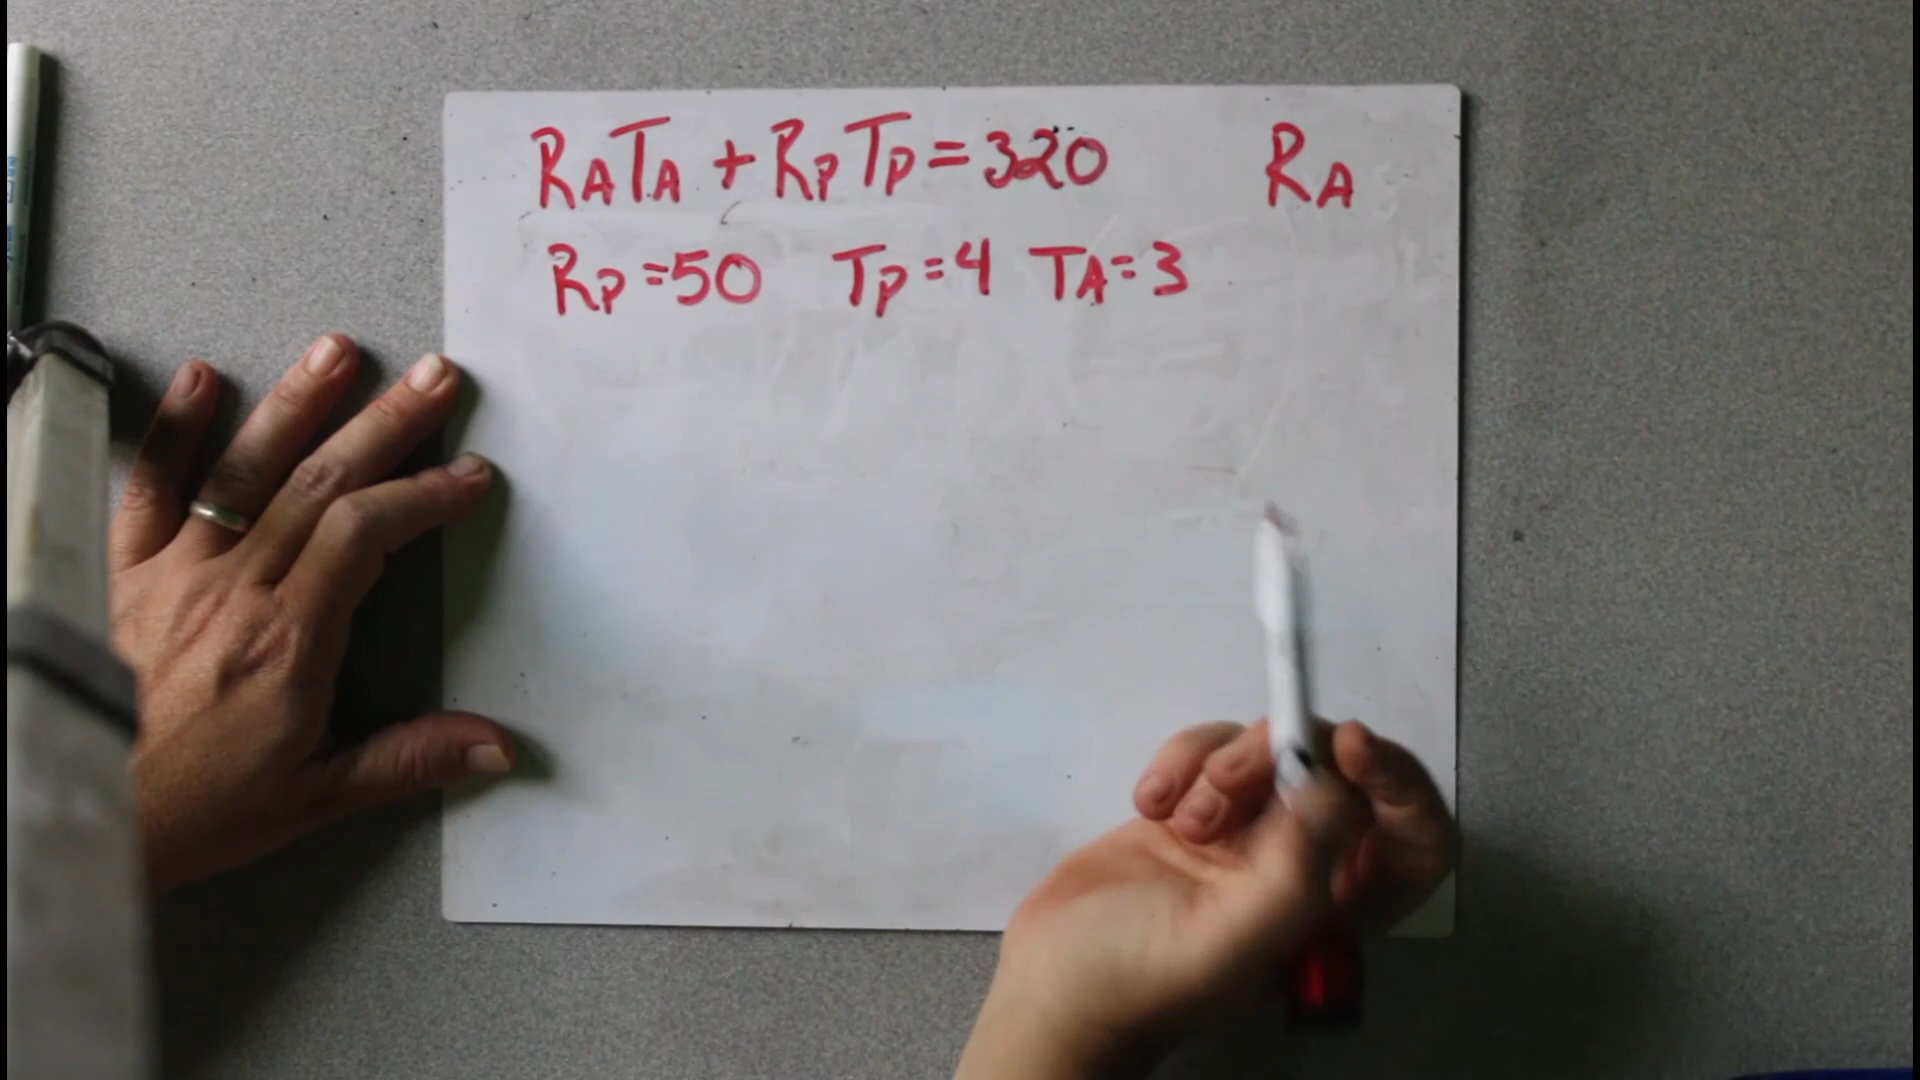 RATA + RPTP = 320 RA
RP = 50 TP = 4 TA = 3